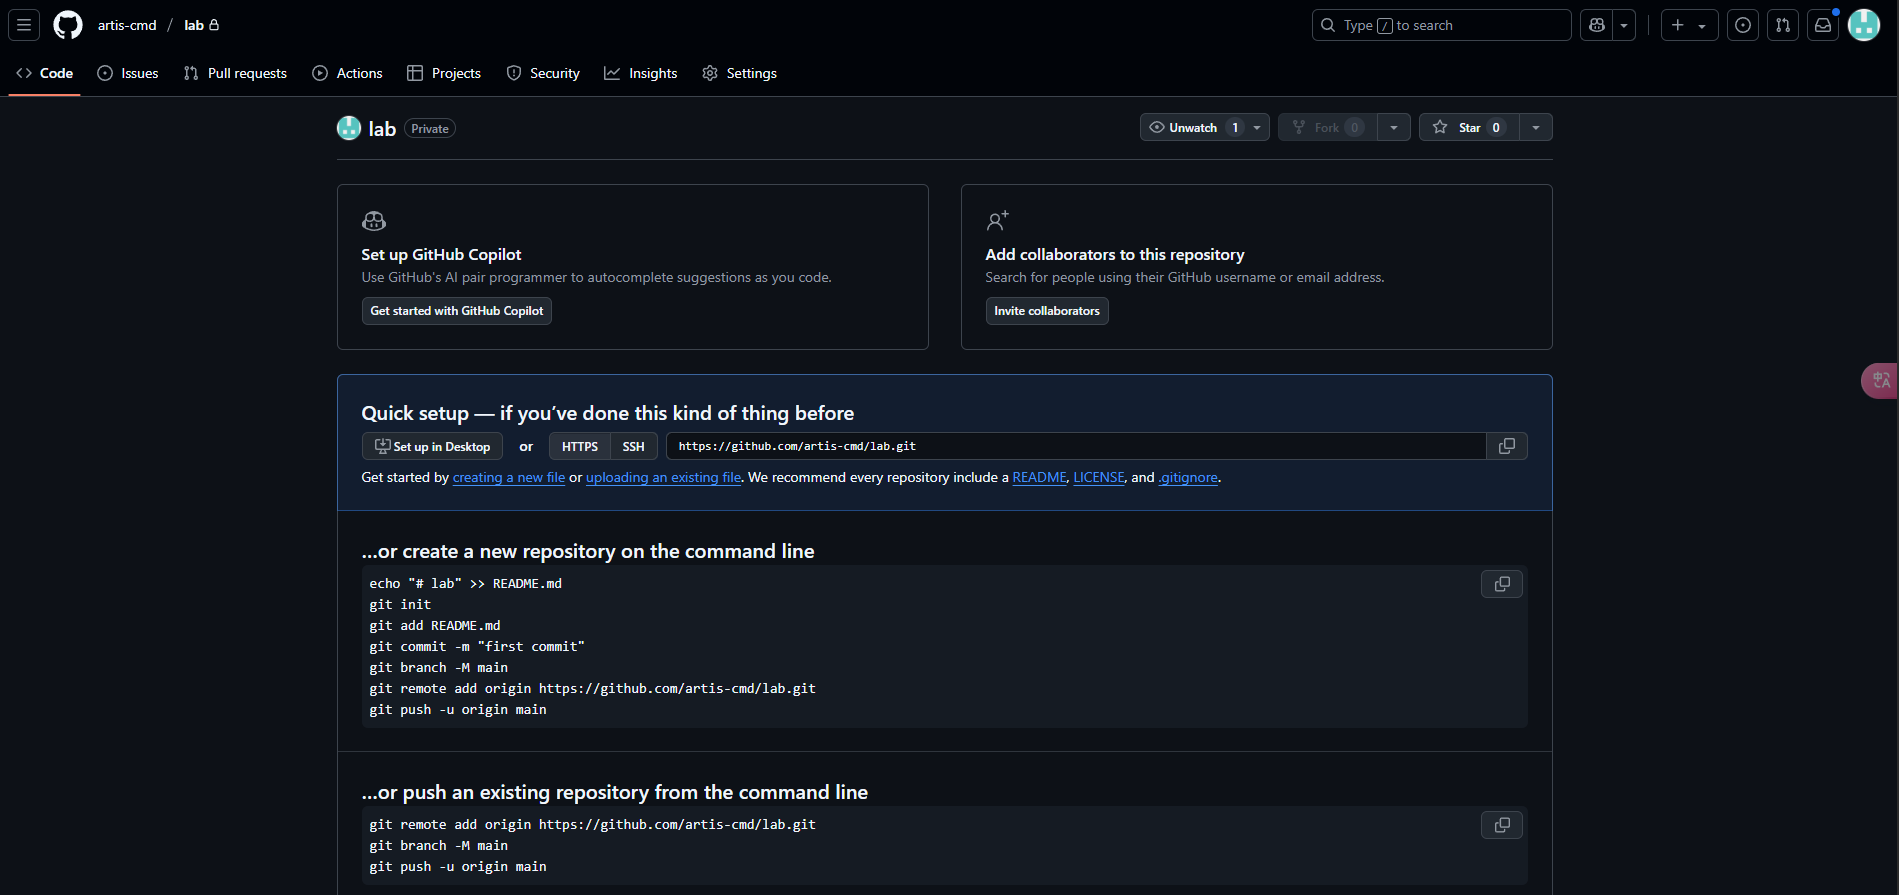 artis-cmd / lab
Type / to search
Code
Issues
Pull requests
Actions
Projects
Security
Insights
Settings
lab Private
Unwatch 1
Fork 0
Star 0
Set up GitHub Copilot
Use GitHub's AI pair programmer to autocomplete suggestions as you code.
Get started with GitHub Copilot
Add collaborators to this repository
Search for people using their GitHub username or email address.
Invite collaborators
Quick setup — if you’ve done this kind of thing before
Set up in Desktop or HTTPS SSH https://github.com/artis-cmd/lab.git
Get started by creating a new file or uploading an existing file. We recommend every repository include a README, LICENSE, and .gitignore.
…or create a new repository on the command line
echo "# lab" >> README.md
git init
git add README.md
git commit -m "first commit"
git branch -M main
git remote add origin https://github.com/artis-cmd/lab.git
git push -u origin main
…or push an existing repository from the command line
git remote add origin https://github.com/artis-cmd/lab.git
git branch -M main
git push -u origin main
中A